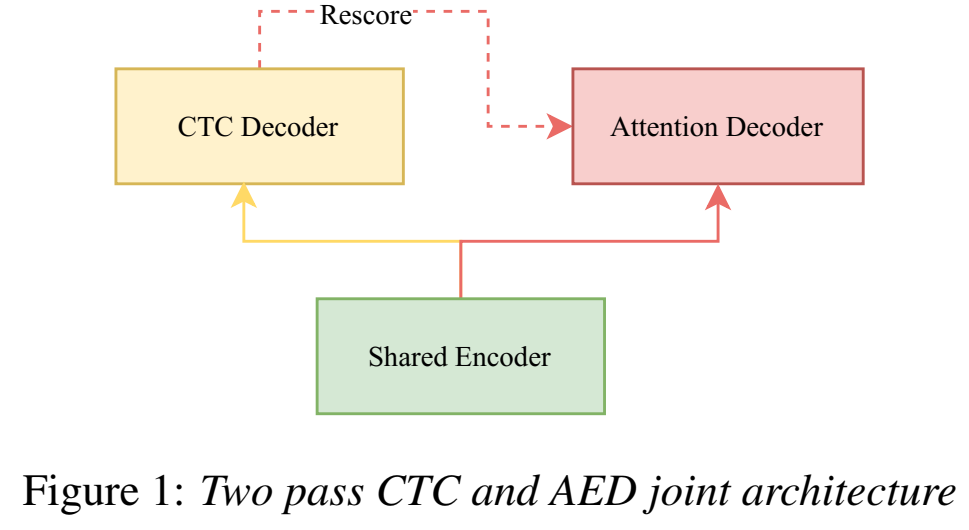 Rescore
CTC Decoder
Attention Decoder
Shared Encoder
Figure 1: Two pass CTC and AED joint architecture